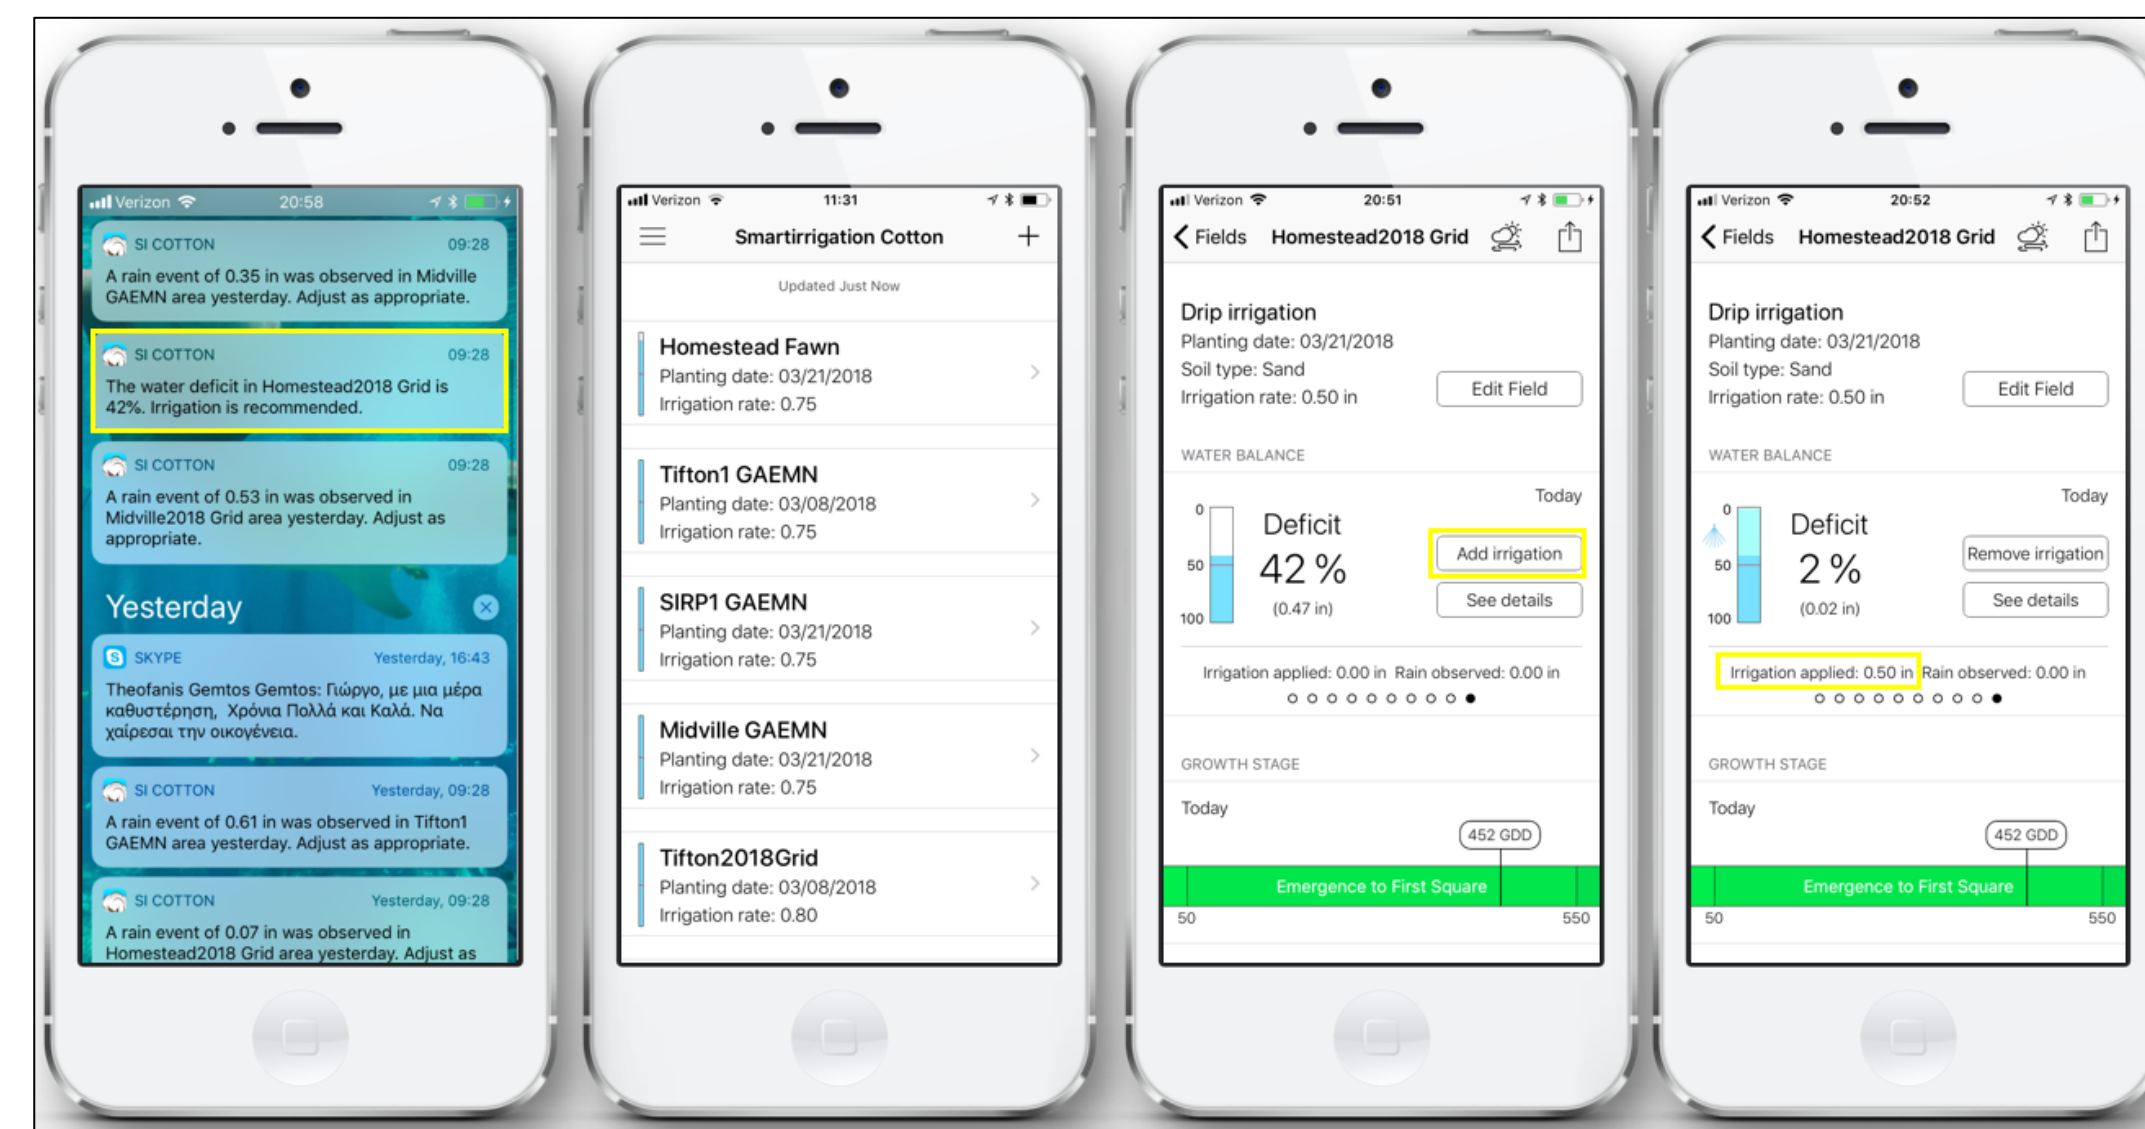 Verizon 20:58
SI COTTON 09:28
A rain event of 0.35 in was observed in Midville
GAEMN area yesterday. Adjust as appropriate.
SI COTTON 09:28
The water deficit in Homestead2018 Grid is
42%. Irrigation is recommended.
SI COTTON 09:28
A rain event of 0.53 in was observed in
Midville2018 Grid area yesterday. Adjust as
appropriate.
Yesterday
SKYPE Yesterday, 16:43
Theofanis Gemtos Gemtos: Γιώργο, με μια μέρα
καθυστέρηση, Χρόνια Πολλά και Καλά. Να
χαίρεσαι την οικογένεια.
SI COTTON Yesterday, 09:28
A rain event of 0.61 in was observed in Tifton1
GAEMN area yesterday. Adjust as appropriate.
SI COTTON Yesterday, 09:28
A rain event of 0.07 in was observed in
Homestead2018 Grid area yesterday. Adjust as
Verizon 11:31
Smartirrigation Cotton
Updated Just Now
Homestead Fawn
Planting date: 03/21/2018
Irrigation rate: 0.75
Tifton1 GAEMN
Planting date: 03/08/2018
Irrigation rate: 0.75
SIRP1 GAEMN
Planting date: 03/21/2018
Irrigation rate: 0.75
Midville GAEMN
Planting date: 03/21/2018
Irrigation rate: 0.75
Tifton2018Grid
Planting date: 03/08/2018
Irrigation rate: 0.80
Verizon 20:51
Fields Homestead2018 Grid
Drip irrigation
Planting date: 03/21/2018
Soil type: Sand
Irrigation rate: 0.50 in
Edit Field
WATER BALANCE
Today
0
50
100
Deficit
42 %
(0.47 in)
Add irrigation
See details
Irrigation applied: 0.00 in Rain observed: 0.00 in
GROWTH STAGE
Today
452 GDD
Emergence to First Square
50 550
Verizon 20:52
Fields Homestead2018 Grid
Drip irrigation
Planting date: 03/21/2018
Soil type: Sand
Irrigation rate: 0.50 in
Edit Field
WATER BALANCE
Today
0
50
100
Deficit
2 %
(0.02 in)
Remove irrigation
See details
Irrigation applied: 0.50 in Rain observed: 0.00 in
GROWTH STAGE
Today
452 GDD
Emergence to First Square
50 550